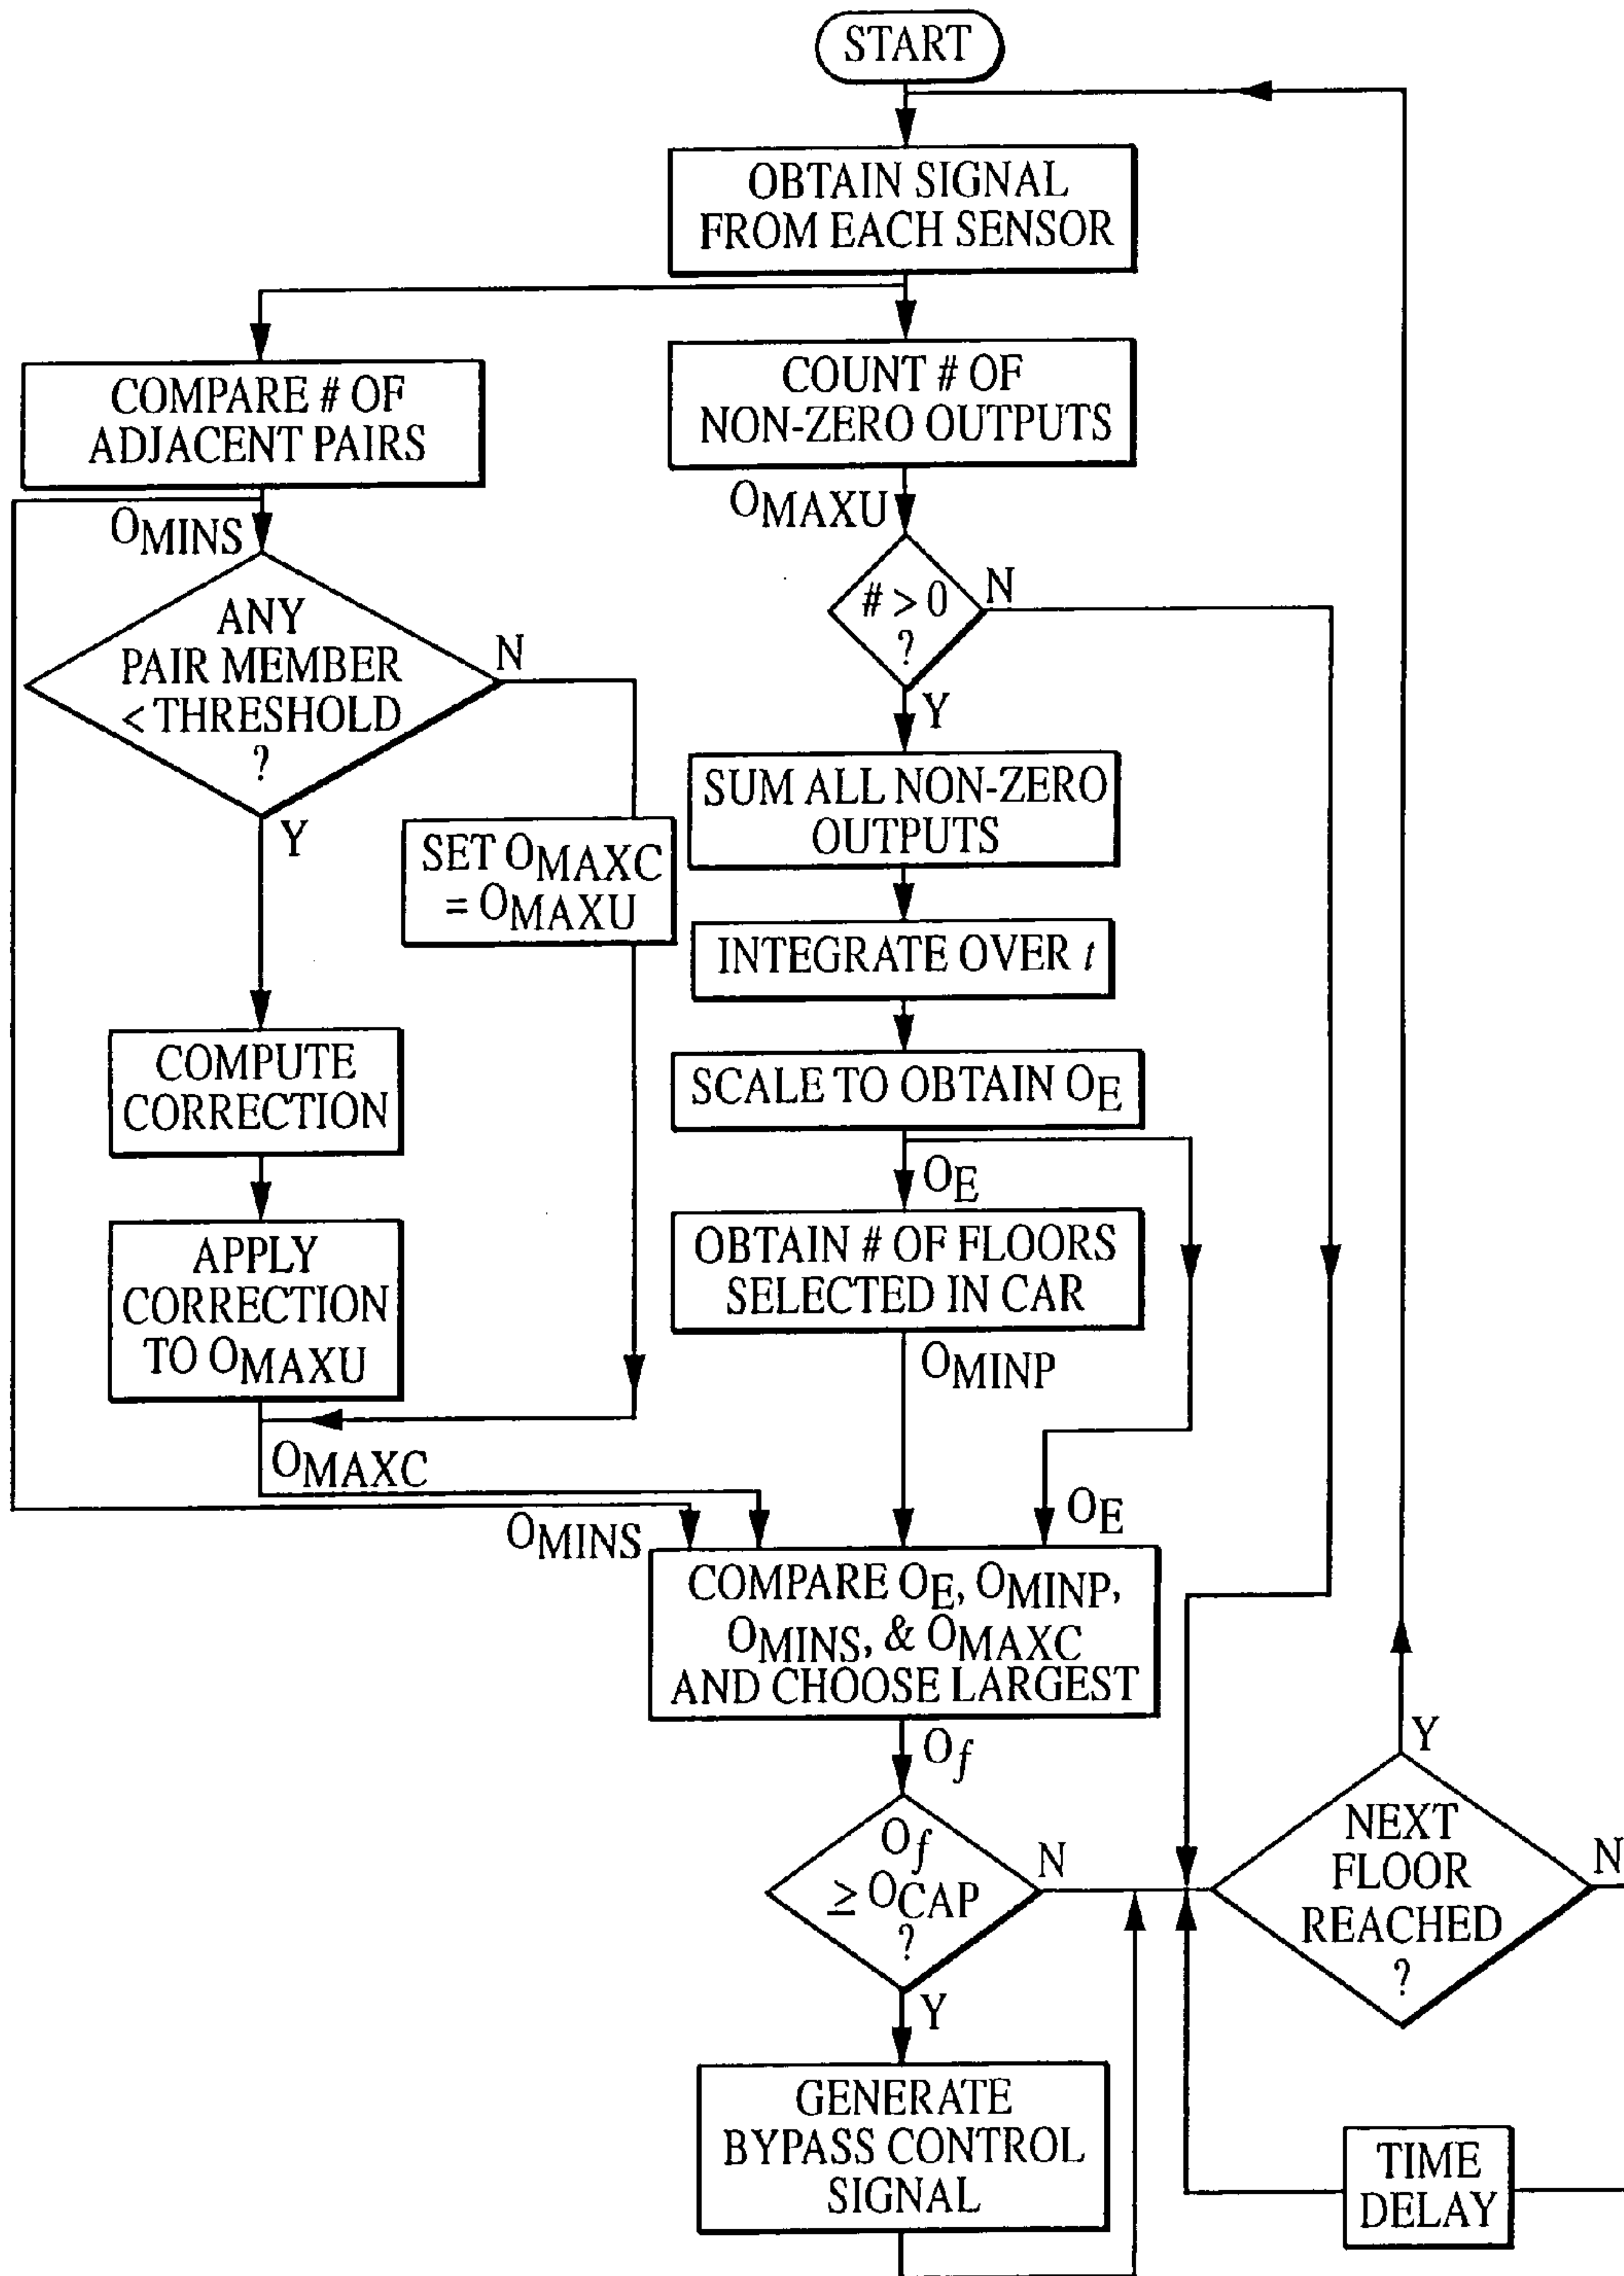 START
OBTAIN SIGNAL
FROM EACH SENSOR
COMPARE # OF
ADJACENT PAIRS
COUNT # OF
NON-ZERO OUTPUTS
OMINS
OMAXU
ANY
PAIR MEMBER
< THRESHOLD
?
N
Y
# > 0
?
N
Y
SET OMAXC
= OMAXU
SUM ALL NON-ZERO
OUTPUTS
INTEGRATE OVER t
COMPUTE
CORRECTION
SCALE TO OBTAIN OE
OE
APPLY
CORRECTION
TO OMAXU
OBTAIN # OF FLOORS
SELECTED IN CAR
OMINP
OMAXC
OMINS
OE
COMPARE OE, OMINP,
OMINS, & OMAXC
AND CHOOSE LARGEST
Of
Of
≥ OCAP
?
N
Y
NEXT
FLOOR
REACHED
?
Y
N
GENERATE
BYPASS CONTROL
SIGNAL
TIME
DELAY